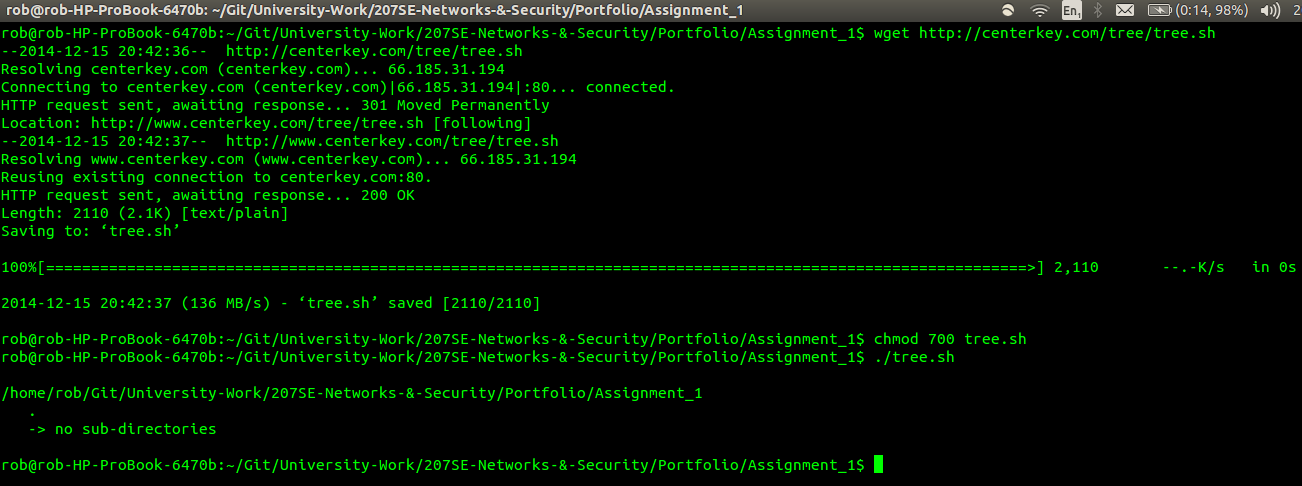 rob@rob-HP-ProBook-6470b: ~/Git/University-Work/207SE-Networks-&-Security/Portfolio/Assignment_1 En1 (0:14, 98%) 2
rob@rob-HP-ProBook-6470b:~/Git/University-Work/207SE-Networks-&-Security/Portfolio/Assignment_1$ wget http://centerkey.com/tree/tree.sh
--2014-12-15 20:42:36--  http://centerkey.com/tree/tree.sh
Resolving centerkey.com (centerkey.com)... 66.185.31.194
Connecting to centerkey.com (centerkey.com)|66.185.31.194|:80... connected.
HTTP request sent, awaiting response... 301 Moved Permanently
Location: http://www.centerkey.com/tree/tree.sh [following]
--2014-12-15 20:42:37--  http://www.centerkey.com/tree/tree.sh
Resolving www.centerkey.com (www.centerkey.com)... 66.185.31.194
Reusing existing connection to centerkey.com:80.
HTTP request sent, awaiting response... 200 OK
Length: 2110 (2.1K) [text/plain]
Saving to: ‘tree.sh’
100%[=============================================================================================================>] 2,110       --.-K/s   in 0s
2014-12-15 20:42:37 (136 MB/s) - ‘tree.sh’ saved [2110/2110]
rob@rob-HP-ProBook-6470b:~/Git/University-Work/207SE-Networks-&-Security/Portfolio/Assignment_1$ chmod 700 tree.sh
rob@rob-HP-ProBook-6470b:~/Git/University-Work/207SE-Networks-&-Security/Portfolio/Assignment_1$ ./tree.sh
/home/rob/Git/University-Work/207SE-Networks-&-Security/Portfolio/Assignment_1
   .
   -> no sub-directories
rob@rob-HP-ProBook-6470b:~/Git/University-Work/207SE-Networks-&-Security/Portfolio/Assignment_1$